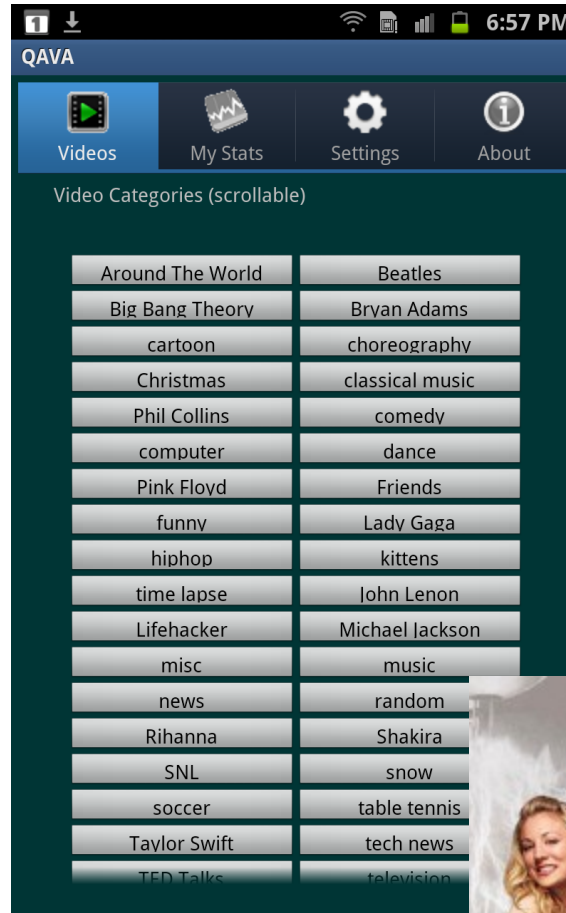 1 6:57 PM
QAVA
Videos My Stats Settings About
Video Categories (scrollable)
Around The World Beatles
Big Bang Theory Bryan Adams
cartoon choreography
Christmas classical music
Phil Collins comedy
computer dance
Pink Floyd Friends
funny Lady Gaga
hiphop kittens
time lapse John Lenon
Lifehacker Michael Jackson
misc music
news random
Rihanna Shakira
SNL snow
soccer table tennis
Taylor Swift tech news
TED Talks television